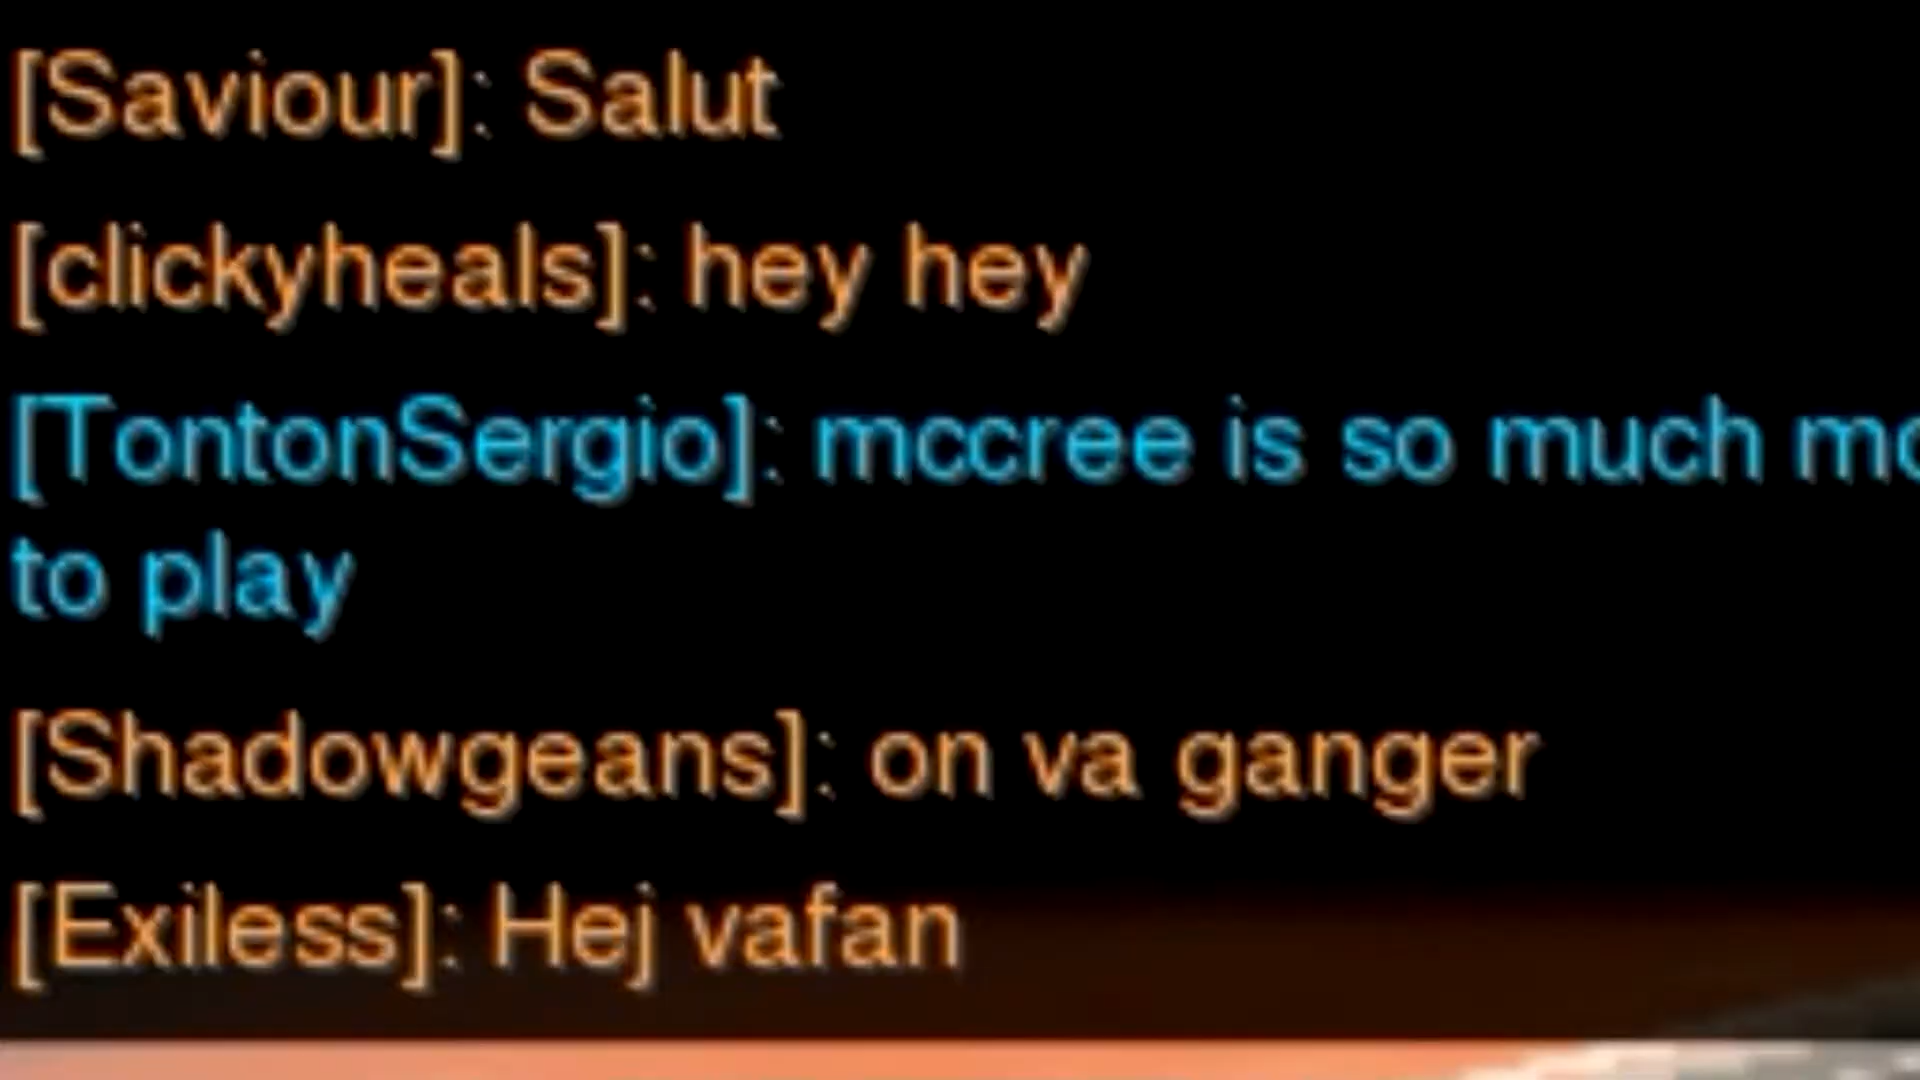 [Saviour]: Salut
[clickyheals]: hey hey
[TontonSergio]: mccree is so much
to play
[Shadowgeans]: on va ganger
[Exiless]: Hej vafan